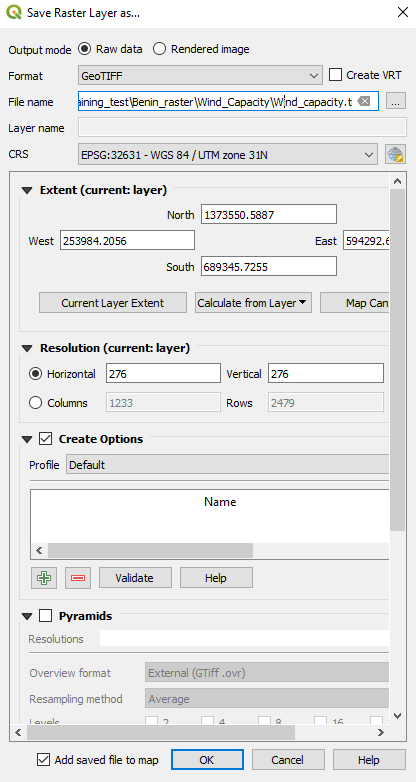 Save Raster Layer as...
Output mode Raw data Rendered image
Format GeoTIFF Create VRT
File name aining_test\Benin_raster\Wind_Capacity\Wind_capacity.t ...
Layer name
CRS EPSG:32631 - WGS 84 / UTM zone 31N
Extent (current: layer)
North 1373550.5887
West 253984.2056 East 594292.6
South 689345.7255
Current Layer Extent Calculate from Layer Map Can
Resolution (current: layer)
Horizontal 276 Vertical 276
Columns 1233 Rows 2479
Create Options
Profile Default
Name
Validate Help
Pyramids
Resolutions
Overview format External (GTiff .ovr)
Resampling method Average
Levels 2 4 8 16
Add saved file to map OK Cancel Help